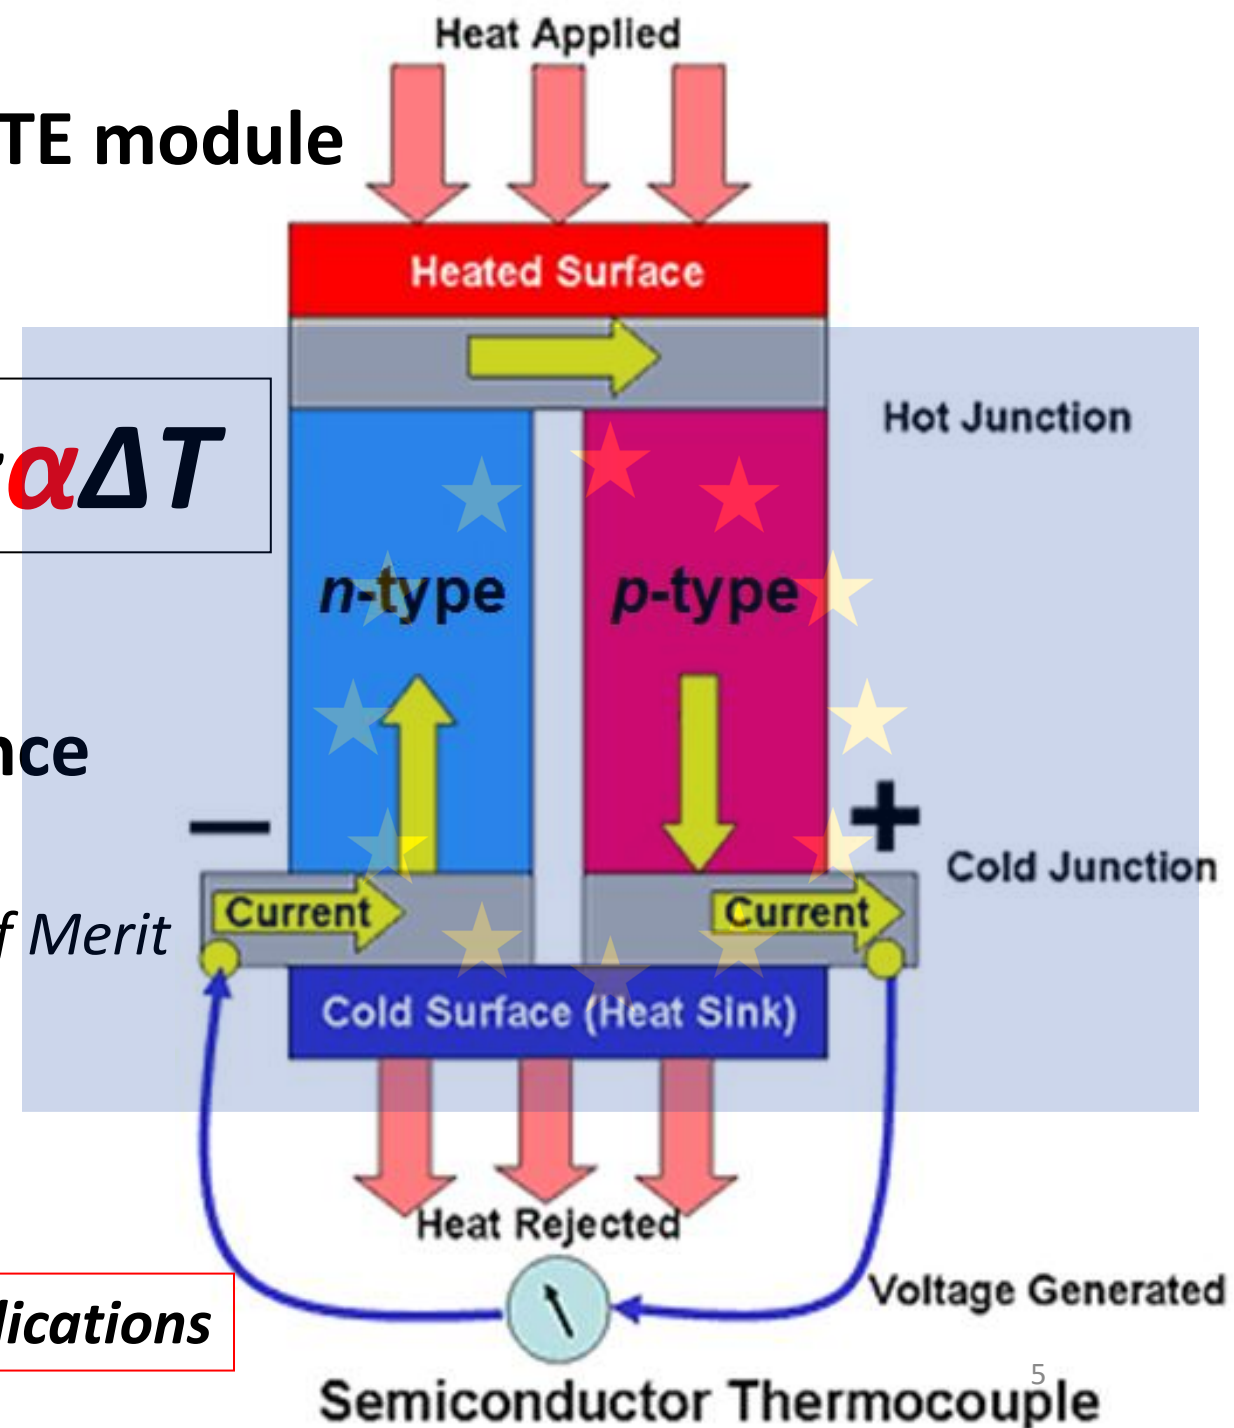 Heat Applied
TE module
Heated Surface
αΔT
Hot Junction
n-type
p-type
nce
−
+
Cold Junction
Current
Current
f Merit
Cold Surface (Heat Sink)
Heat Rejected
Voltage Generated
lications
5
Semiconductor Thermocouple